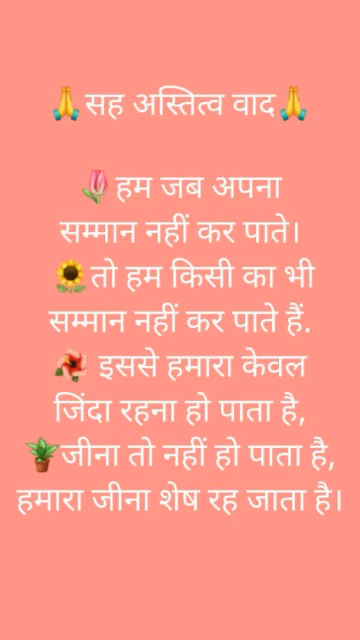 🙏सह अस्तित्व वाद🙏
🌷हम जब अपना
सम्मान नहीं कर पाते।
🌻तो हम किसी का भी
सम्मान नहीं कर पाते हैं.
🌺 इससे हमारा केवल
जिंदा रहना हो पाता है,
🪴जीना तो नहीं हो पाता है,
हमारा जीना शेष रह जाता है।